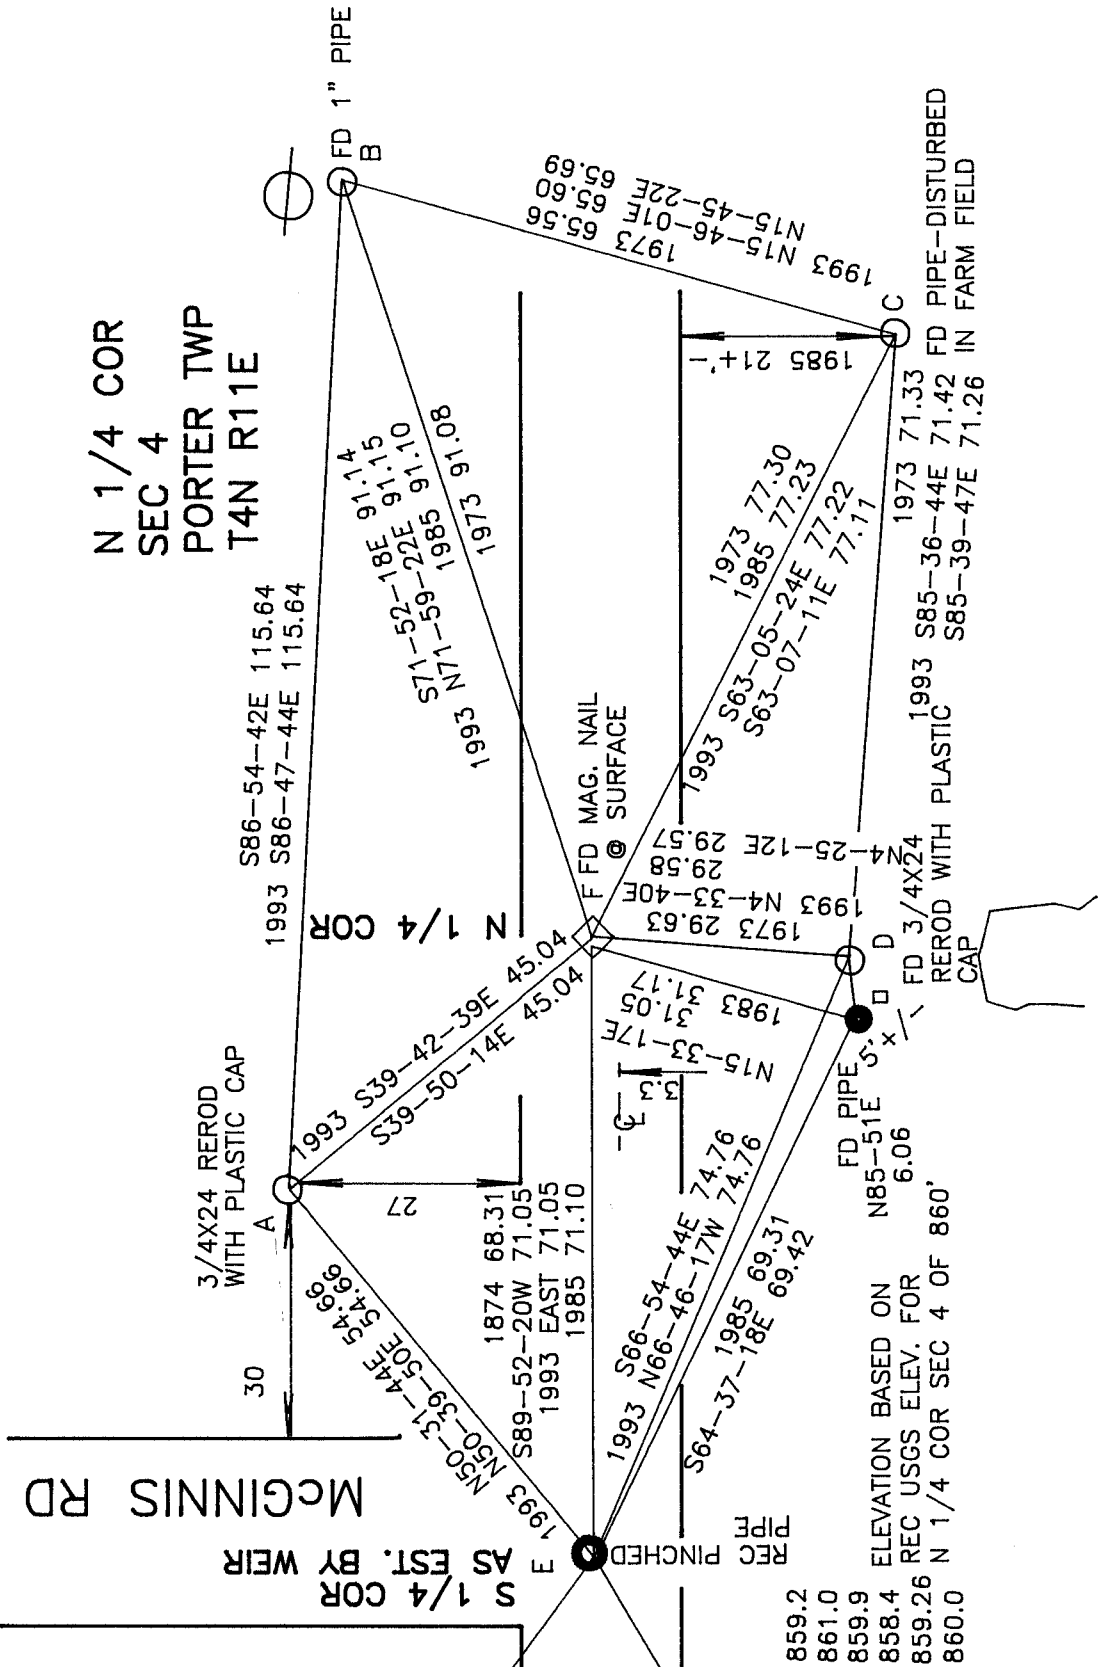 N 1/4 COR
SEC 4
PORTER TWP
T4N R11E
FD 1" PIPE
B
S86-54-42E 115.64
1993 S86-47-44E 115.64
S71-52-18E 91.14
1993 N71-59-22E 91.15
1985 91.10
1973 91.08
1973 65.56
N15-46-01E 65.60
1993 N15-45-22E 65.69
C
FD PIPE-DISTURBED
IN FARM FIELD
1985 21+'-
1973 77.30
1985 77.23
1993 S63-05-24E 77.22
S63-07-11E 77.11
1973 71.33
1993 S85-36-44E 71.42
S85-39-47E 71.26
N 1/4 COR
F FD MAG. NAIL
@ SURFACE
1973 29.63
1993 N4-33-40E 29.58
N4-25-12E 29.57
D
FD 3/4X24
REROD WITH PLASTIC
CAP
3/4X24 REROD
WITH PLASTIC CAP
A
1993 S39-42-39E 45.04
S39-50-14E 45.04
27
30
1983 31.17
31.05
N15-33-17E
3.3
5' +/-
FD PIPE
N85-51E
6.06
N50-31-44E 54.66
1993 N50-39-50E 54.66
1874 68.31
S89-52-20W 71.05
1993 EAST 71.05
1985 71.10
S66-54-44E 74.76
1993 N66-46-17W 74.76
1985 69.31
S64-37-18E 69.42
McGINNIS RD
S 1/4 COR
AS EST. BY WEIR
E
REC PINCHED
PIPE
859.2
861.0
859.9
858.4
859.26
860.0
ELEVATION BASED ON
REC USGS ELEV. FOR
N 1/4 COR SEC 4 OF 860'